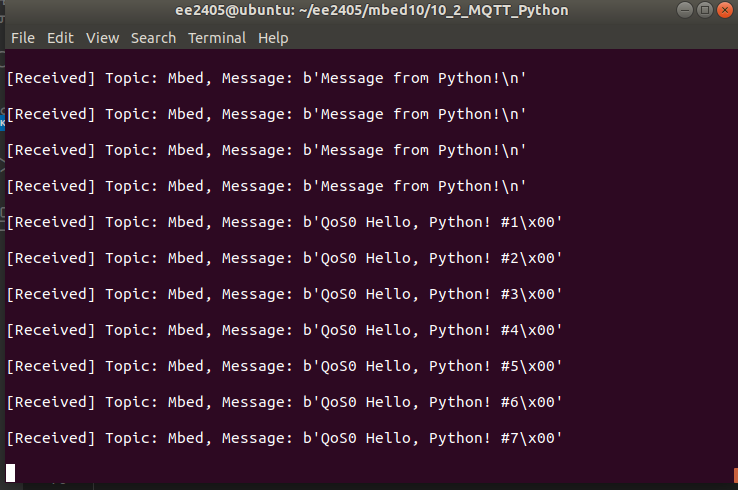 ee2405@ubuntu: ~/ee2405/mbed10/10_2_MQTT_Python
File Edit View Search Terminal Help
[Received] Topic: Mbed, Message: b'Message from Python!\n'
[Received] Topic: Mbed, Message: b'Message from Python!\n'
[Received] Topic: Mbed, Message: b'Message from Python!\n'
[Received] Topic: Mbed, Message: b'Message from Python!\n'
[Received] Topic: Mbed, Message: b'QoS0 Hello, Python! #1\x00'
[Received] Topic: Mbed, Message: b'QoS0 Hello, Python! #2\x00'
[Received] Topic: Mbed, Message: b'QoS0 Hello, Python! #3\x00'
[Received] Topic: Mbed, Message: b'QoS0 Hello, Python! #4\x00'
[Received] Topic: Mbed, Message: b'QoS0 Hello, Python! #5\x00'
[Received] Topic: Mbed, Message: b'QoS0 Hello, Python! #6\x00'
[Received] Topic: Mbed, Message: b'QoS0 Hello, Python! #7\x00'